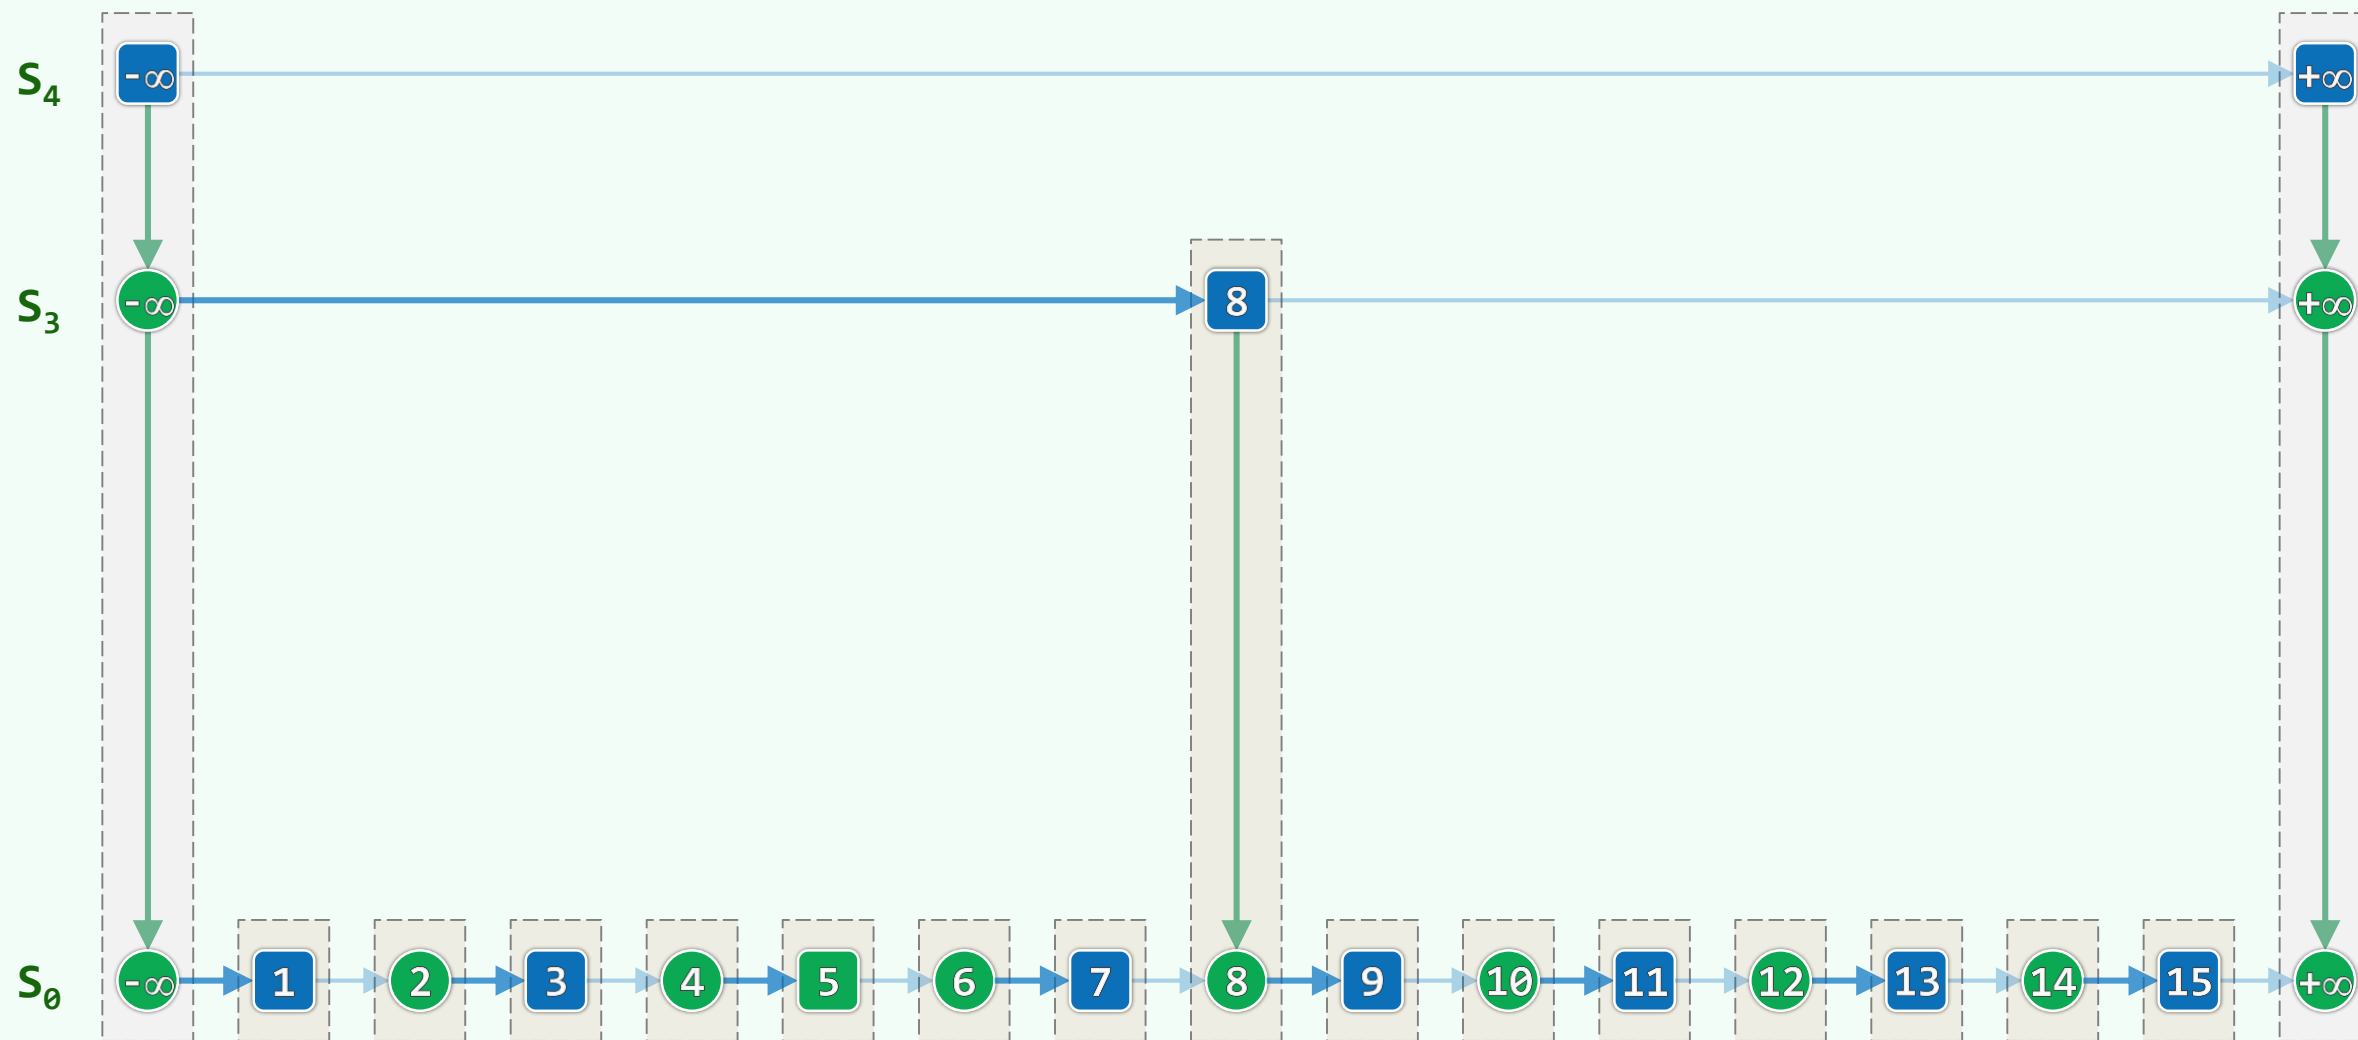 S4 -∞ +∞
S3 -∞ 8 +∞
S0 -∞ 1 2 3 4 5 6 7 8 9 10 11 12 13 14 15 +∞